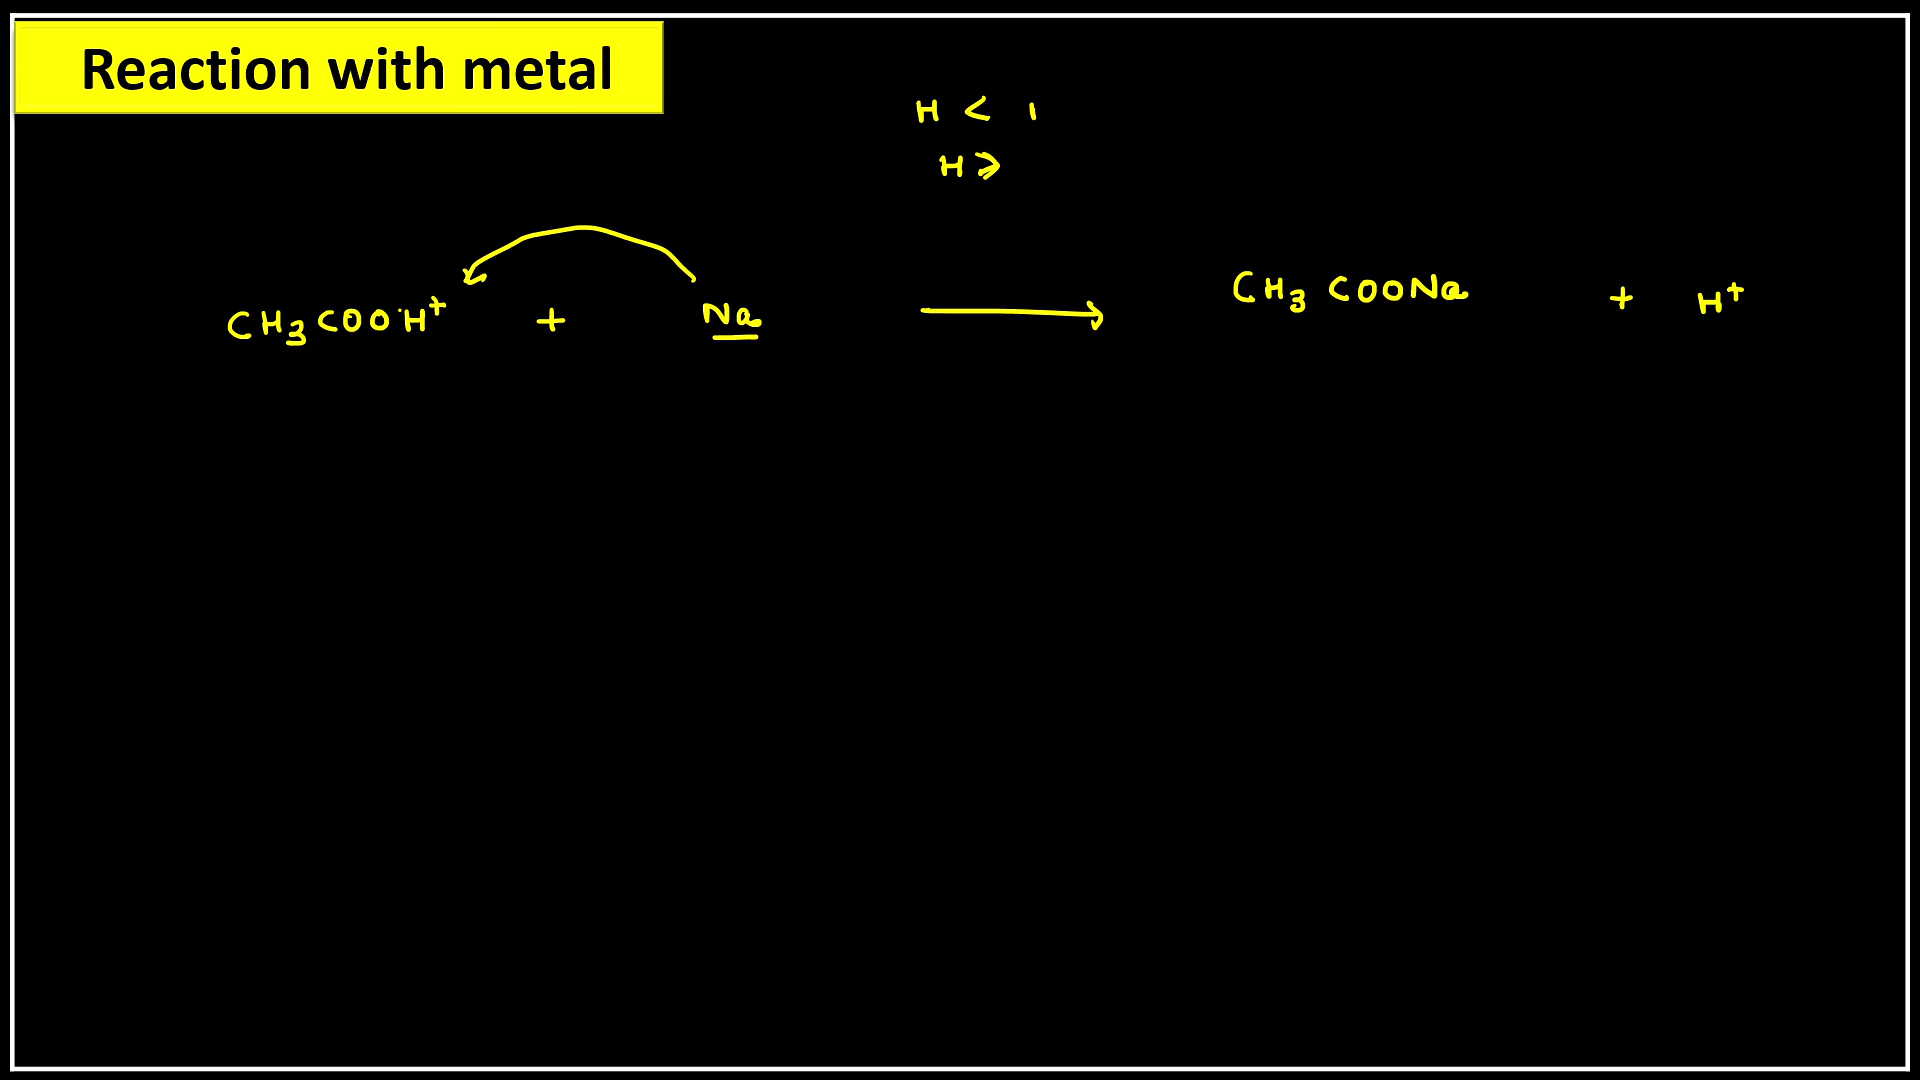 Reaction with metal
H < 1
H >
CH3COOH+ + Na → CH3COONa + H+